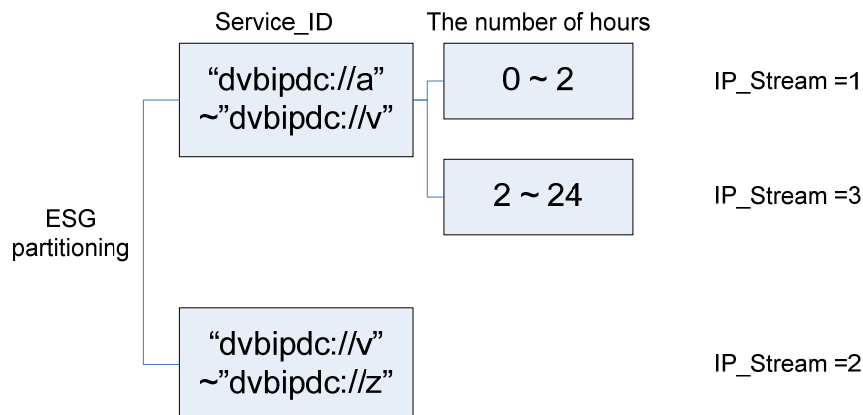 Service_ID
The number of hours
“dvbipdc://a”
~”dvbipdc://v”
0 ~ 2
IP_Stream =1
2 ~ 24
IP_Stream =3
ESG
partitioning
“dvbipdc://v”
~”dvbipdc://z”
IP_Stream =2